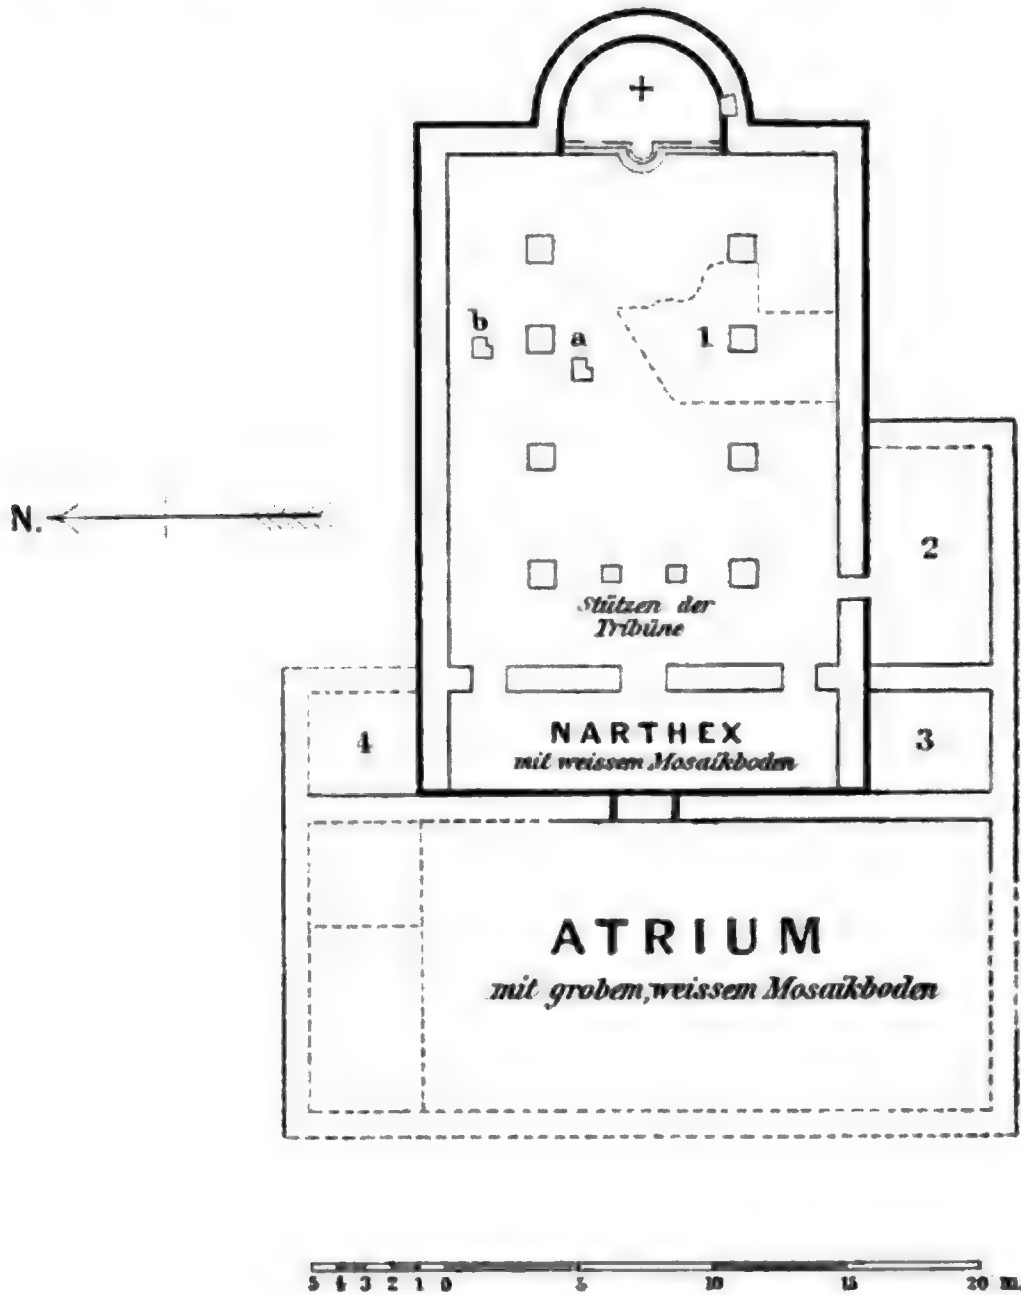 +
b
a
1
N.
2
Stützen der
Tribüne
4
NARTHEX
mit weissem Mosaikboden
3
ATRIUM
mit grobem, weissem Mosaikboden
5 4 3 2 1 0 5 10 15 20 m.